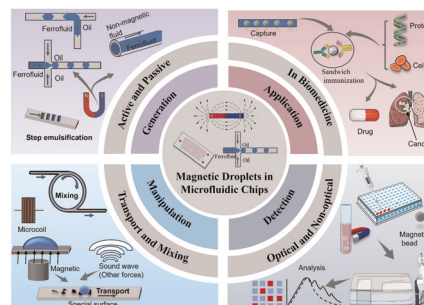 Oil
Ferrofluid
Oil
Non-magnetic
fluid
Ferrofluid
Oil
Ferrofluid
Oil
Step emulsification
Active and Passive
Generation
Capture
Sandwich
immunization
Drug
In Biomedicine
Application
Oil
Ferrofluid
Oil
Magnetic Droplets in
Microfluidic Chips
Mixing
Microcoil
Magnetic
Sound wave
(Other forces)
Transport
Special surface
Manipulation
Transport and Mixing
Detection
Optical and Non-optical
Magnet
bead
Analysis